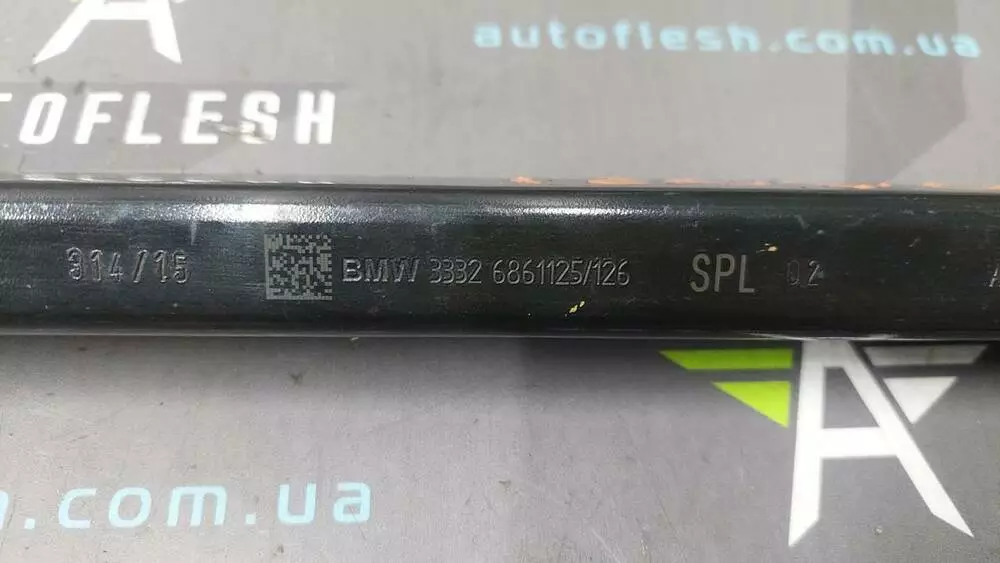 autoflesh.com.ua
TOFLESH
314/15 BMW 3332 6861125/126 SPL 02
.com.ua